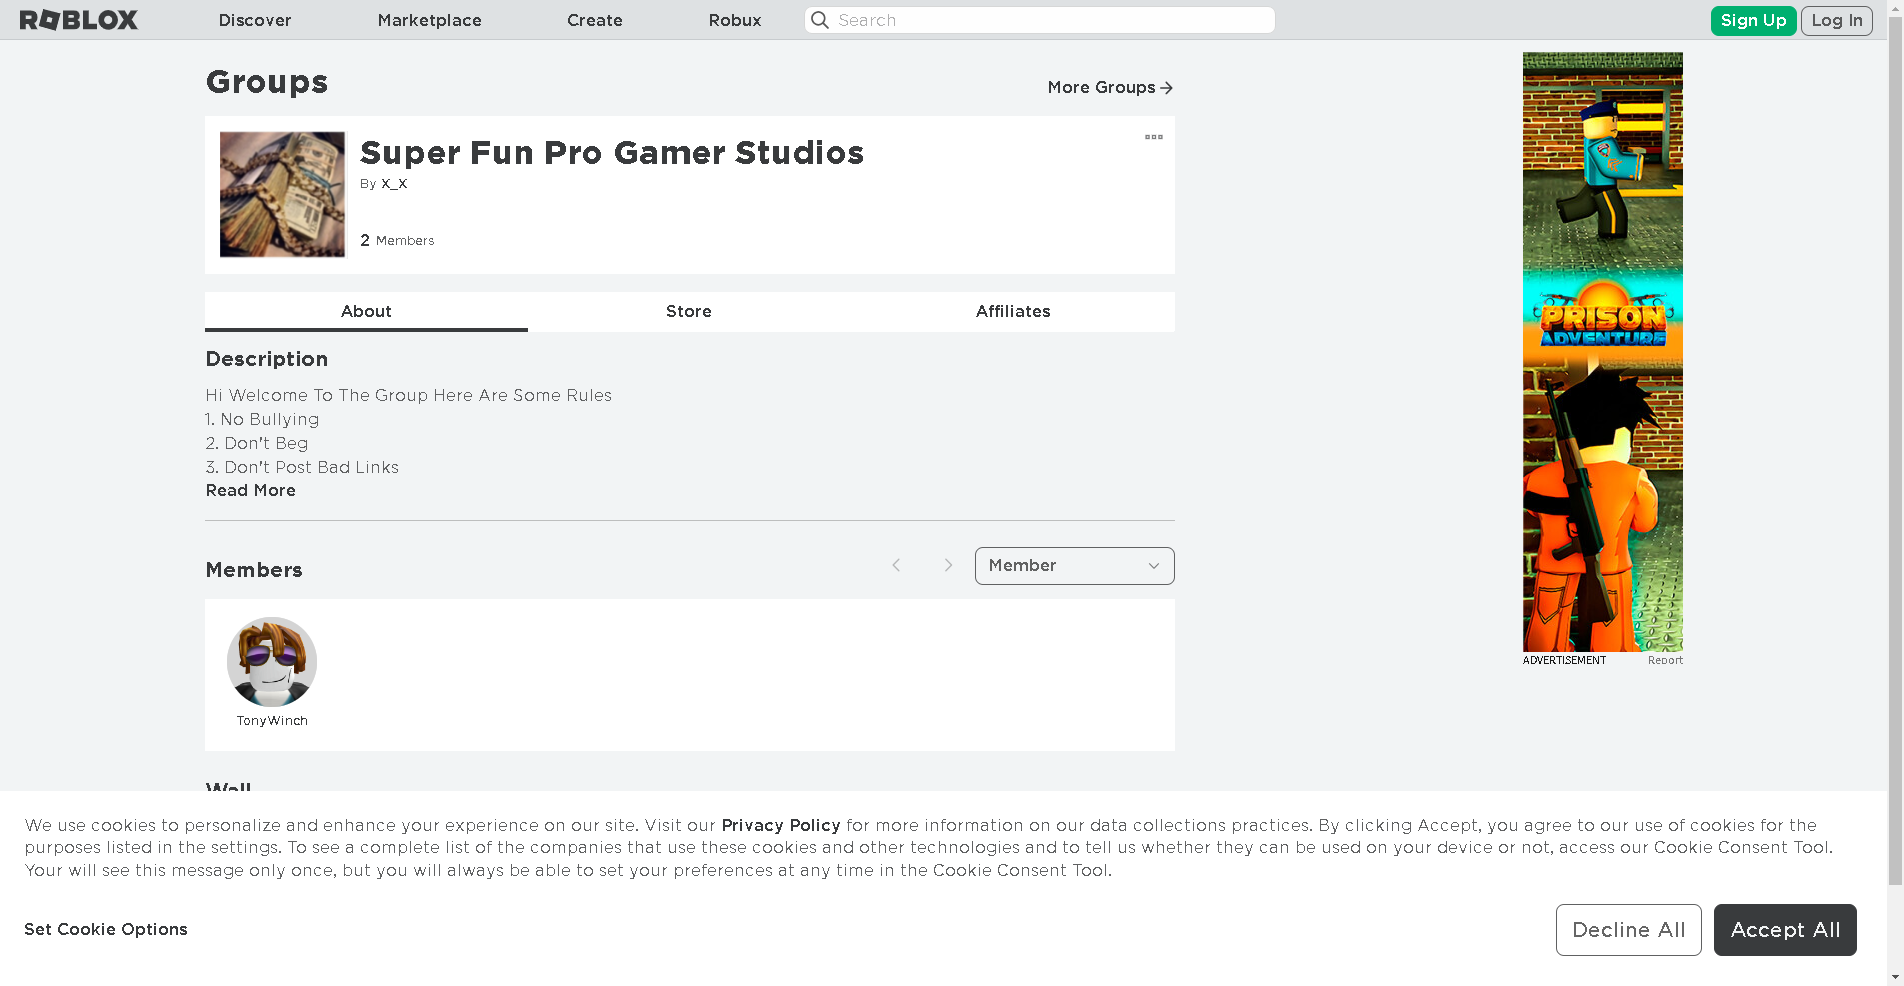 ROBLOX Discover Marketplace Create Robux Search Sign Up Log In
Groups
More Groups
Super Fun Pro Gamer Studios
By X_X
2 Members
About Store Affiliates
Description
Hi Welcome To The Group Here Are Some Rules
1. No Bullying
2. Don't Beg
3. Don't Post Bad Links
Read More
Members
Member
TonyWinch
Wall
PRISON
ADVENTURE
ADVERTISEMENT Report
We use cookies to personalize and enhance your experience on our site. Visit our Privacy Policy for more information on our data collections practices. By clicking Accept, you agree to our use of cookies for the
purposes listed in the settings. To see a complete list of the companies that use these cookies and other technologies and to tell us whether they can be used on your device or not, access our Cookie Consent Tool.
Your will see this message only once, but you will always be able to set your preferences at any time in the Cookie Consent Tool.
Set Cookie Options
Decline All
Accept All